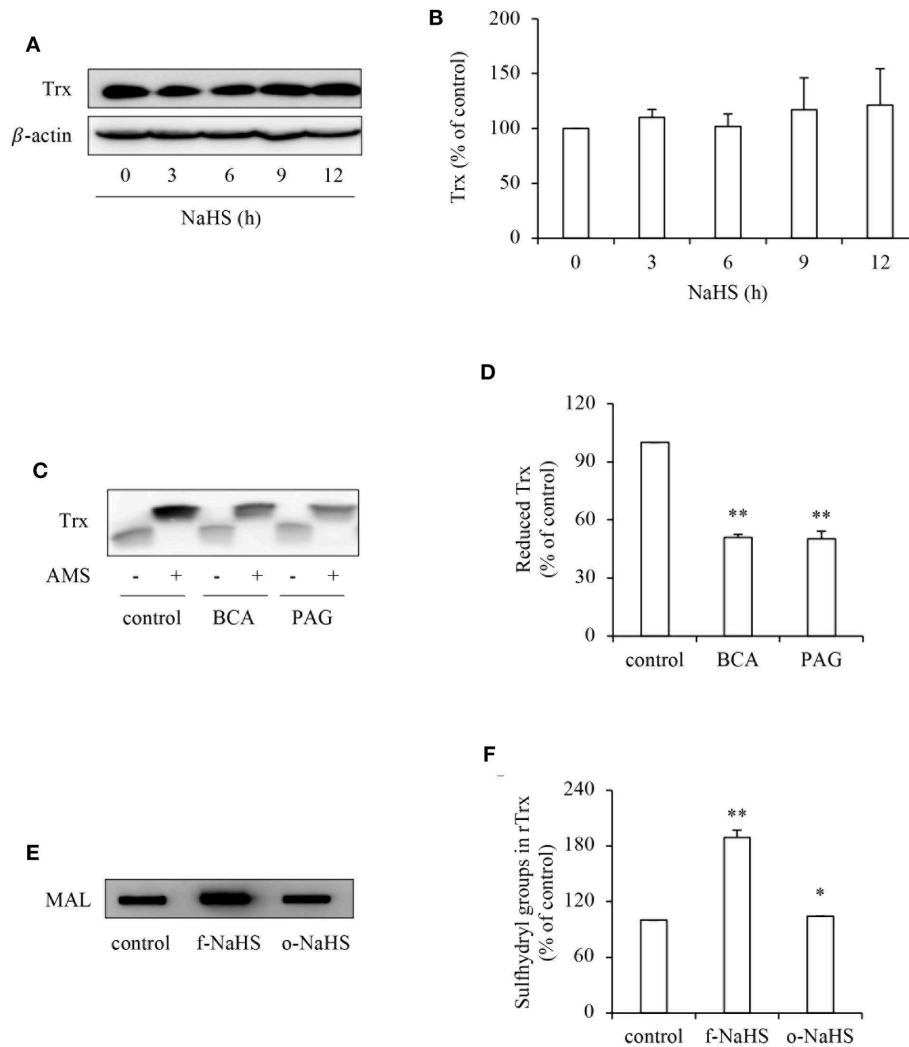 A
Trx
β-actin
0 3 6 9 12
NaHS (h)
B
Trx (% of control)
200
150
100
50
0
0 3 6 9 12
NaHS (h)
C
Trx
AMS - + - + - +
control BCA PAG
D
Reduced Trx
(% of control)
120
90
60
30
0
** **
control BCA PAG
E
MAL
control f-NaHS o-NaHS
F
Sulfhydryl groups in rTrx
(% of control)
240
180
120
60
0
**
*
control f-NaHS o-NaHS